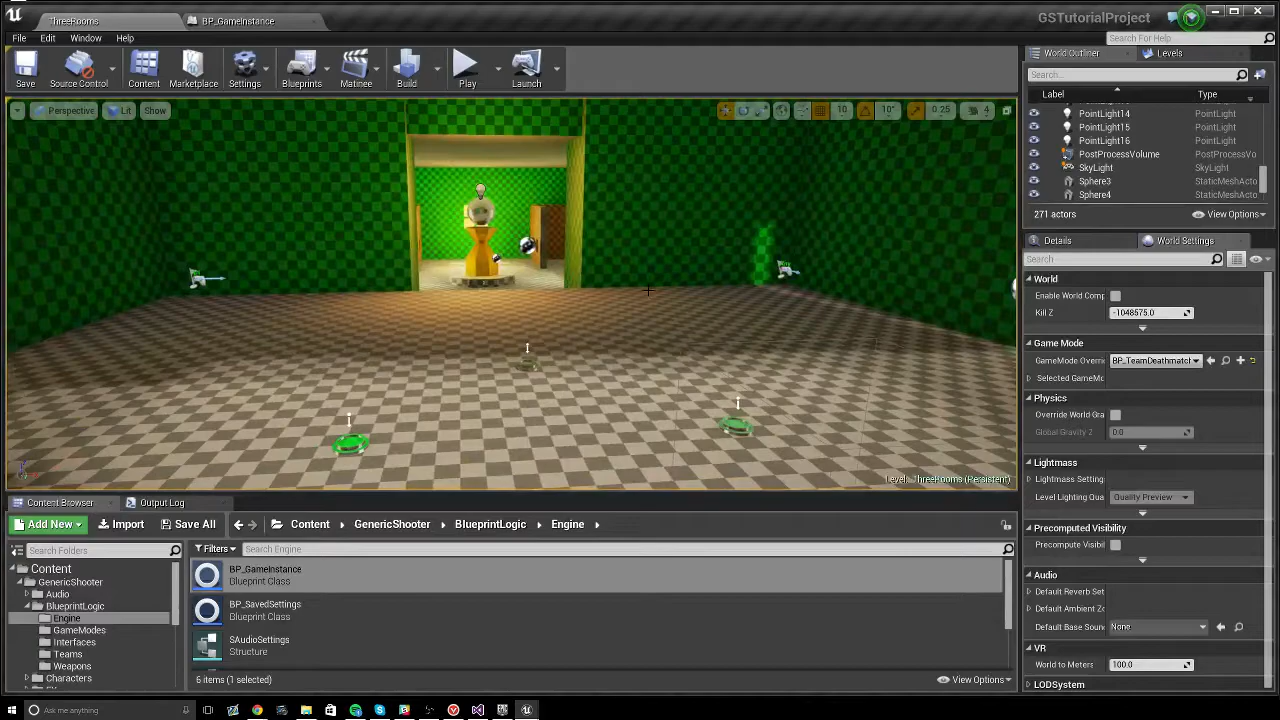 ThreeRooms
BP_GameInstance
GSTutorialProject
File Edit Window Help
Search For Help
Save
Source Control
Content
Marketplace
Settings
Blueprints
Matinee
Build
Play
Launch
Perspective
Lit
Show
10
10°
0.25
4
Level: ThreeRooms (Persistent)
World Outliner
Levels
Search...
Label
Type
PointLight14 PointLight
PointLight15 PointLight
PointLight16 PointLight
PostProcessVolume PostProcessVo
SkyLight SkyLight
Sphere3 StaticMeshActo
Sphere4 StaticMeshActo
271 actors
View Options
Details
World Settings
Search
World
Enable World Comp
Kill Z -1048575.0
Game Mode
GameMode Overri BP_TeamDeathmatch
Selected GameMo
Physics
Override World Gra
Global Gravity Z 0.0
Lightmass
Lightmass Setting
Level Lighting Qua Quality Preview
Precomputed Visibility
Precompute Visibil
Audio
Default Reverb Set
Default Ambient Zo
Default Base Soun None
VR
World to Meters 100.0
LODSystem
Content Browser
Output Log
Add New
Import
Save All
Content
GenericShooter
BlueprintLogic
Engine
Search Folders
Filters
Search Engine
Content
GenericShooter
Audio
BlueprintLogic
Engine
GameModes
Interfaces
Teams
Weapons
Characters
BP_GameInstance
Blueprint Class
BP_SavedSettings
Blueprint Class
SAudioSettings
Structure
6 items (1 selected)
View Options
Ask me anything